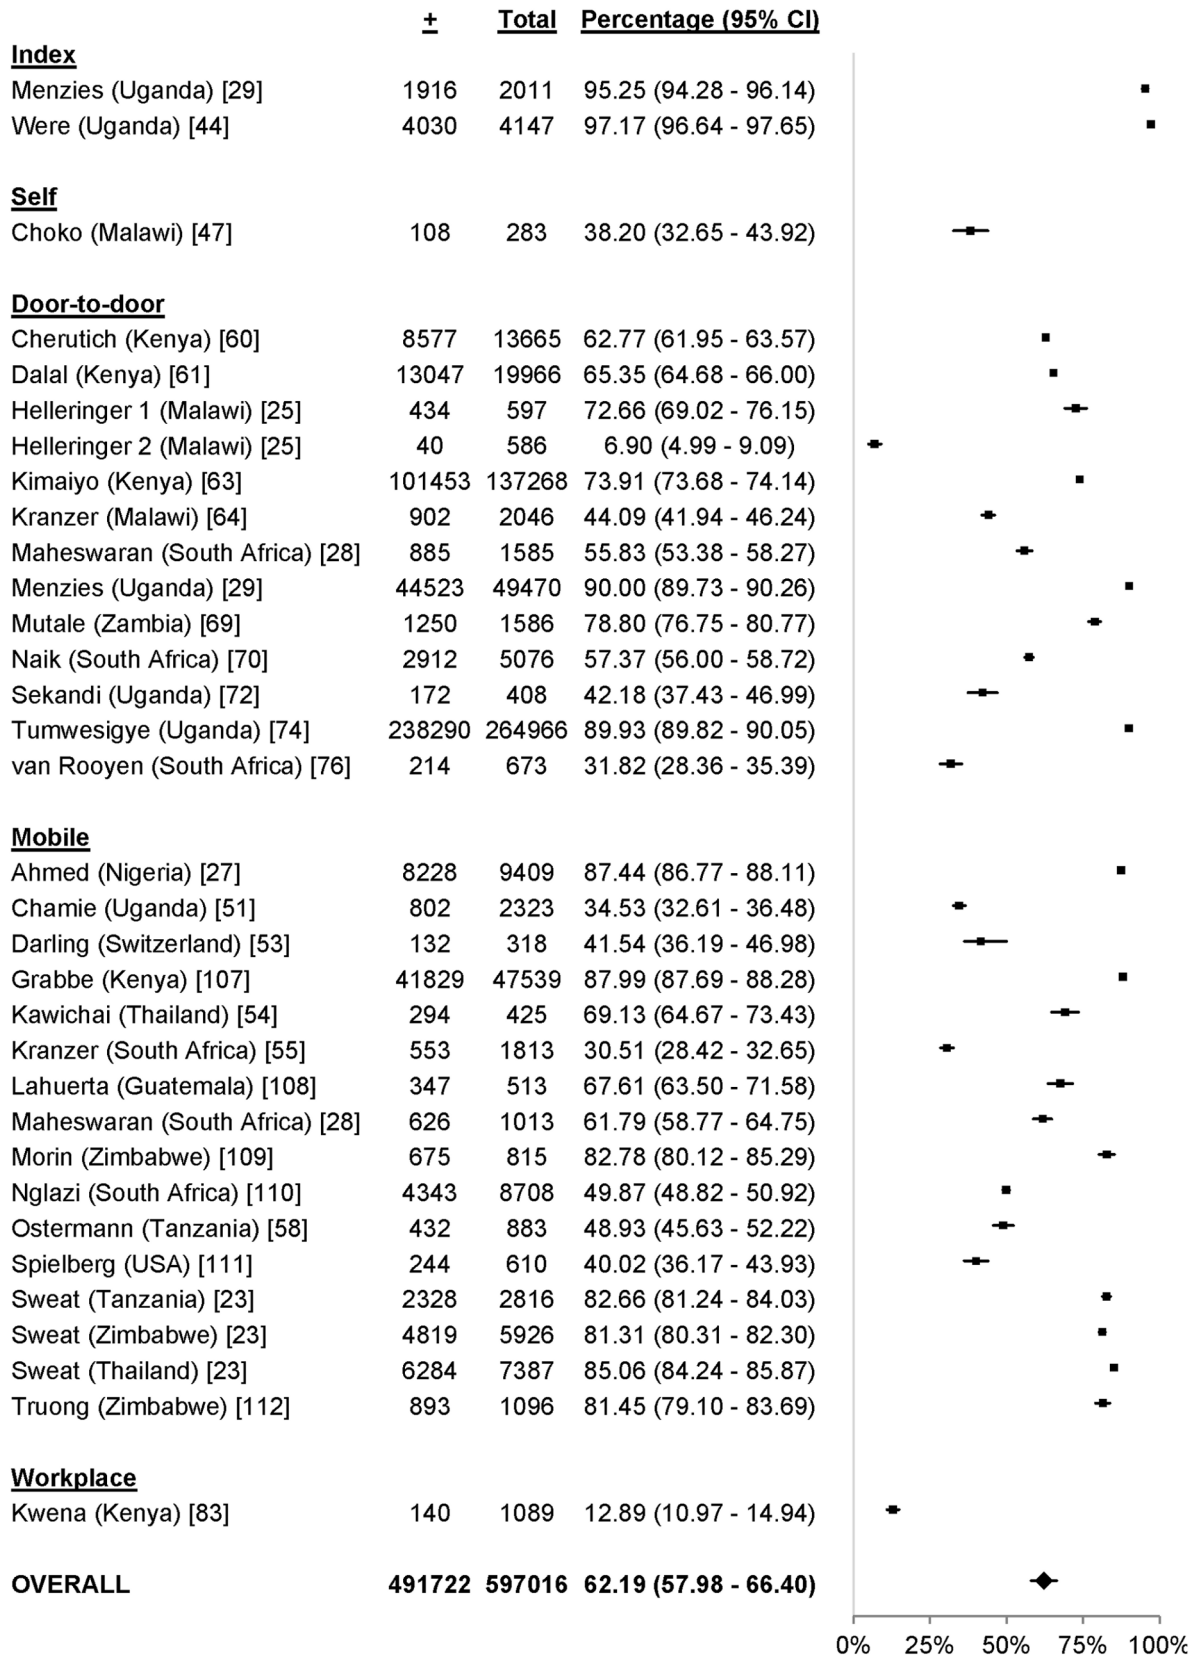 + Total Percentage (95% CI)
Index
Menzies (Uganda) [29] 1916 2011 95.25 (94.28 - 96.14)
Were (Uganda) [44] 4030 4147 97.17 (96.64 - 97.65)
Self
Choko (Malawi) [47] 108 283 38.20 (32.65 - 43.92)
Door-to-door
Cherutich (Kenya) [60] 8577 13665 62.77 (61.95 - 63.57)
Dalal (Kenya) [61] 13047 19966 65.35 (64.68 - 66.00)
Helleringer 1 (Malawi) [25] 434 597 72.66 (69.02 - 76.15)
Helleringer 2 (Malawi) [25] 40 586 6.90 (4.99 - 9.09)
Kimaiyo (Kenya) [63] 101453 137268 73.91 (73.68 - 74.14)
Kranzer (Malawi) [64] 902 2046 44.09 (41.94 - 46.24)
Maheswaran (South Africa) [28] 885 1585 55.83 (53.38 - 58.27)
Menzies (Uganda) [29] 44523 49470 90.00 (89.73 - 90.26)
Mutale (Zambia) [69] 1250 1586 78.80 (76.75 - 80.77)
Naik (South Africa) [70] 2912 5076 57.37 (56.00 - 58.72)
Sekandi (Uganda) [72] 172 408 42.18 (37.43 - 46.99)
Tumwesigye (Uganda) [74] 238290 264966 89.93 (89.82 - 90.05)
van Rooyen (South Africa) [76] 214 673 31.82 (28.36 - 35.39)
Mobile
Ahmed (Nigeria) [27] 8228 9409 87.44 (86.77 - 88.11)
Chamie (Uganda) [51] 802 2323 34.53 (32.61 - 36.48)
Darling (Switzerland) [53] 132 318 41.54 (36.19 - 46.98)
Grabbe (Kenya) [107] 41829 47539 87.99 (87.69 - 88.28)
Kawichai (Thailand) [54] 294 425 69.13 (64.67 - 73.43)
Kranzer (South Africa) [55] 553 1813 30.51 (28.42 - 32.65)
Lahuerta (Guatemala) [108] 347 513 67.61 (63.50 - 71.58)
Maheswaran (South Africa) [28] 626 1013 61.79 (58.77 - 64.75)
Morin (Zimbabwe) [109] 675 815 82.78 (80.12 - 85.29)
Nglazi (South Africa) [110] 4343 8708 49.87 (48.82 - 50.92)
Ostermann (Tanzania) [58] 432 883 48.93 (45.63 - 52.22)
Spielberg (USA) [111] 244 610 40.02 (36.17 - 43.93)
Sweat (Tanzania) [23] 2328 2816 82.66 (81.24 - 84.03)
Sweat (Zimbabwe) [23] 4819 5926 81.31 (80.31 - 82.30)
Sweat (Thailand) [23] 6284 7387 85.06 (84.24 - 85.87)
Truong (Zimbabwe) [112] 893 1096 81.45 (79.10 - 83.69)
Workplace
Kwena (Kenya) [83] 140 1089 12.89 (10.97 - 14.94)
OVERALL 491722 597016 62.19 (57.98 - 66.40)
0% 25% 50% 75% 100%